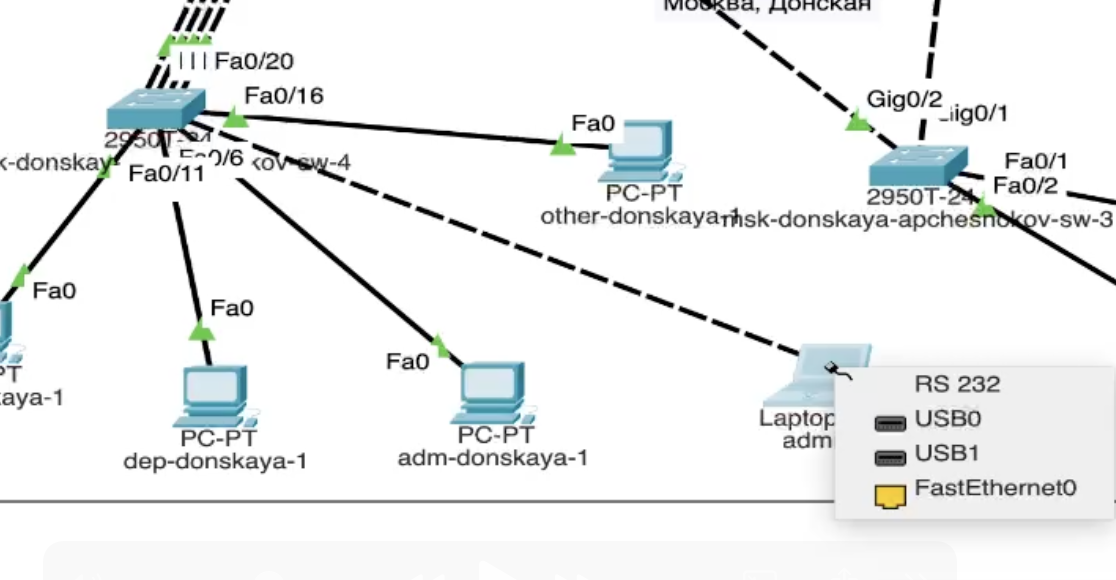 Москва, Донская
Fa0/20
Fa0/16
Fa0
Gig0/2
ig0/1
2950T-24
k-donskay
kov-sw-4
Fa0/6
Fa0/11
Fa0/1
Fa0/2
PC-PT
other-donskaya-1
2950T-24
msk-donskaya-apchesnokov-sw-3
Fa0
Fa0
Fa0
PT
kaya-1
PC-PT
dep-donskaya-1
PC-PT
adm-donskaya-1
Laptop
adm
RS 232
USB0
USB1
FastEthernet0